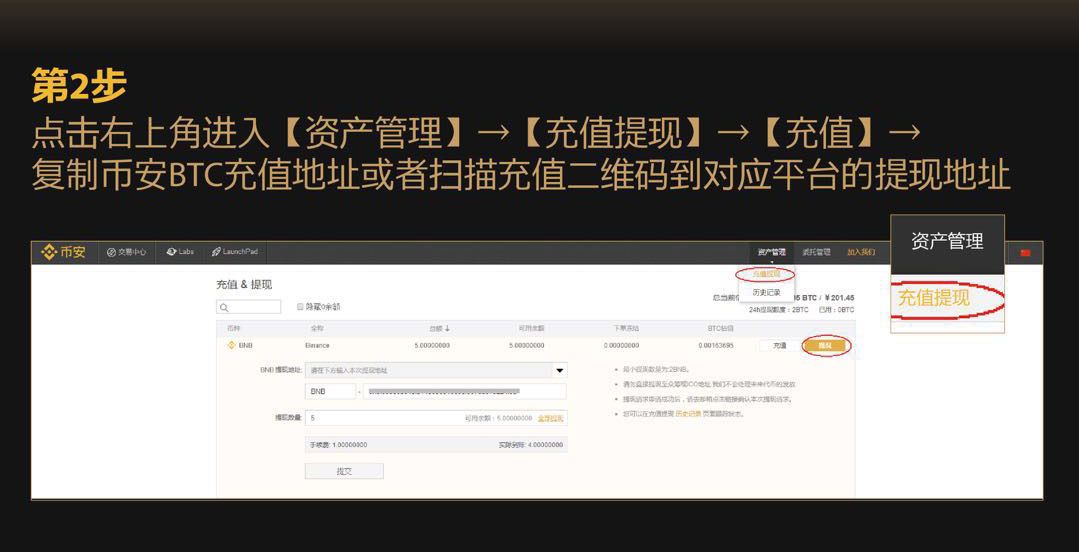 第2步
点击右上角进入【资产管理】→【充值提现】→【充值】→
复制币安BTC充值地址或者扫描充值二维码到对应平台的提现地址
币安 交易中心 Labs LaunchPad 资产管理 委托管理 加入我们
资产管理
充值提现
充值提现
历史记录
充值 & 提现
隐藏0余额
总当前估 35 BTC / ¥201.45
24h提现额度:2BTC 已用:0BTC
币种 全称 总额↓ 可用余额 下单冻结 BTC估值
BNB Binance 5.00000000 5.00000000 0.00000000 0.00163695 充值 提现
BNB 提现地址: 请在下方输入本次提现地址
BNB -
提现数量: 5 可用余额:5.00000000 全部提现
手续费: 1.00000000 实际到账: 4.00000000
提交
• 最小提现数量为:2BNB。
• 请勿直接提现至众筹或ICO地址,我们不会处理未来代币的发放.
• 提现请求申请成功后,请去邮箱点击链接确认本次提现请求。
• 您可以在充值提现 历史记录 页面跟踪状态。